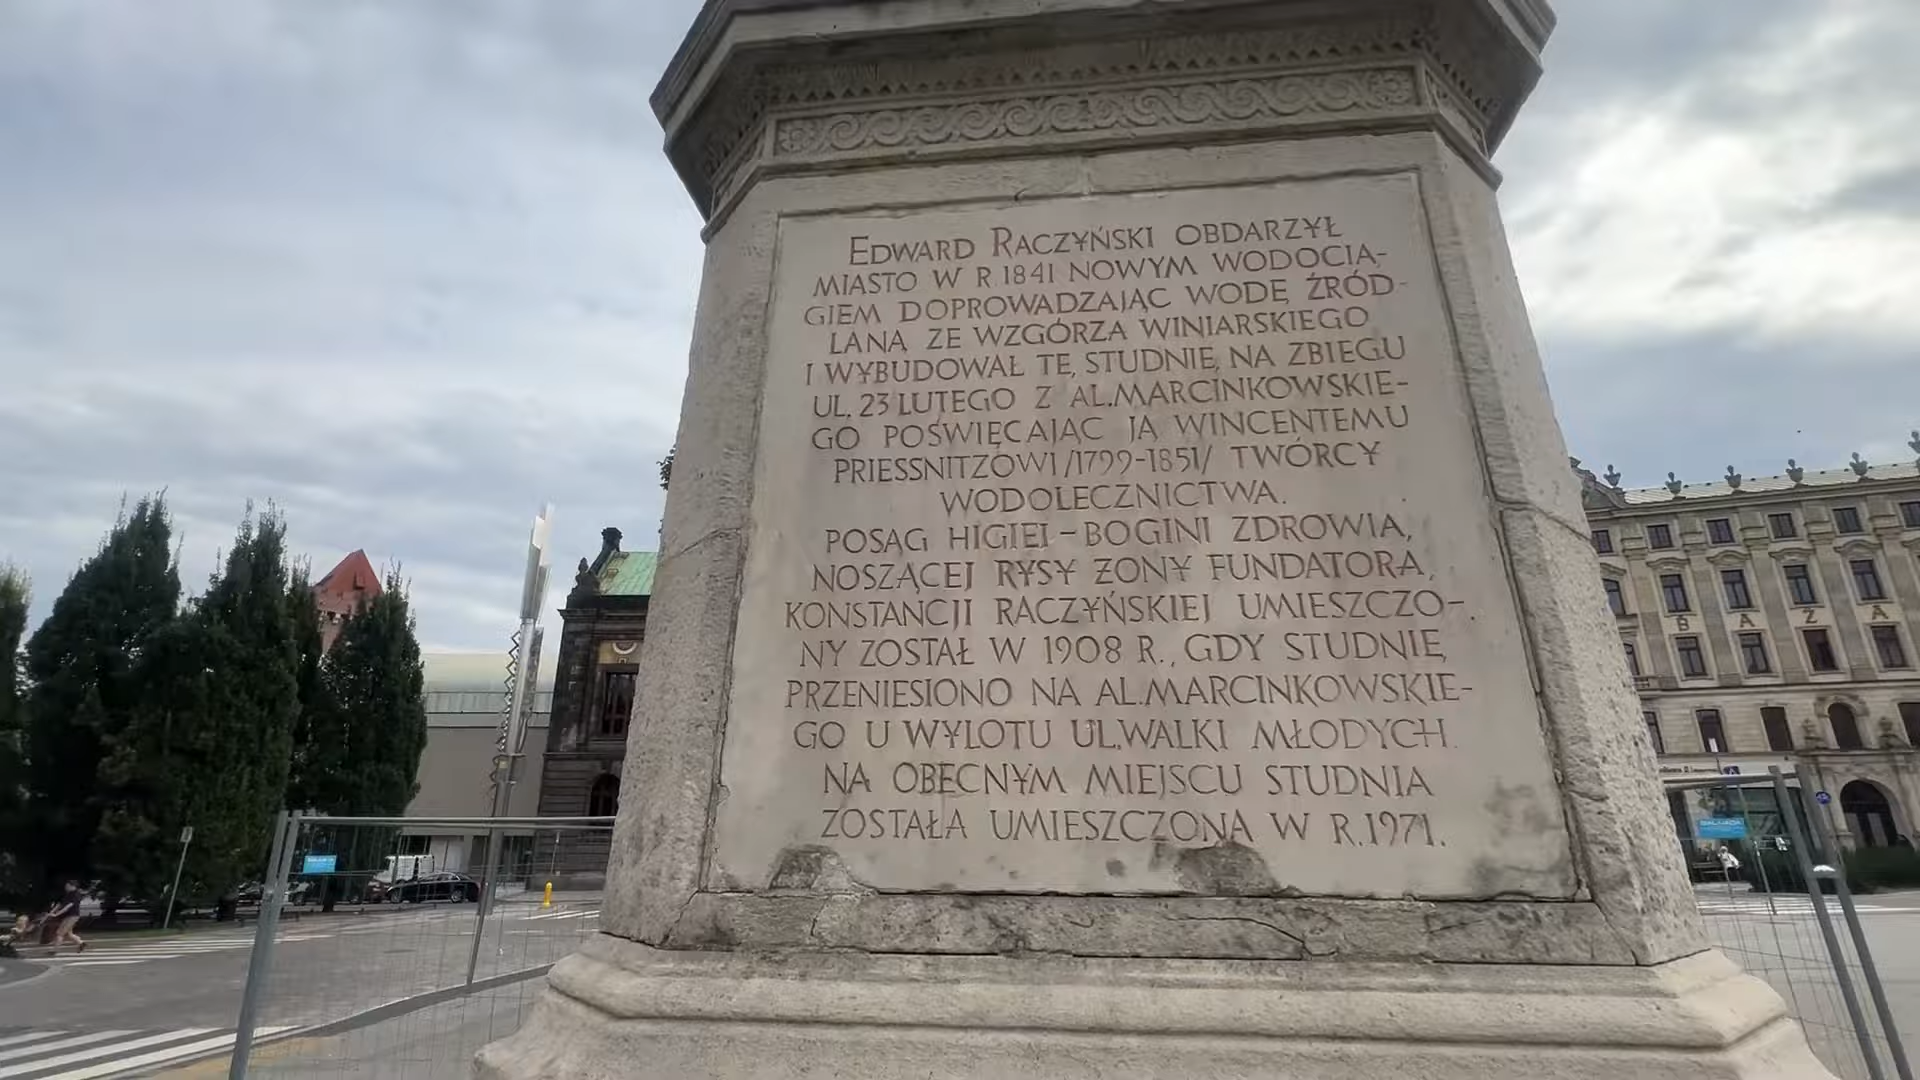 EDWARD RACZYŃSKI OBDARZYŁ
MIASTO W R.1841 NOWYM WODOCIĄ-
GIEM DOPROWADZAJĄC WODĘ ŹRÓD-
LANĄ ZE WZGÓRZA WINIARSKIEGO
I WYBUDOWAŁ TĘ STUDNIĘ NA ZBIEGU
UL. 23 LUTEGO Z AL.MARCINKOWSKIE-
GO POŚWIĘCAJĄC JĄ WINCENTEMU
PRIESSNITZOWI /1799-1851/ TWÓRCY
WODOLECZNICTWA.
POSĄG HIGIEI - BOGINI ZDROWIA,
NOSZĄCEJ RYSY ŻONY FUNDATORA,
KONSTANCJI RACZYŃSKIEJ UMIESZCZO-
NY ZOSTAŁ W 1908 R., GDY STUDNIĘ
PRZENIESIONO NA AL.MARCINKOWSKIE-
GO U WYLOTU UL.WALKI MŁODYCH.
NA OBECNYM MIEJSCU STUDNIA
ZOSTAŁA UMIESZCZONA W R.1971.
BAZA